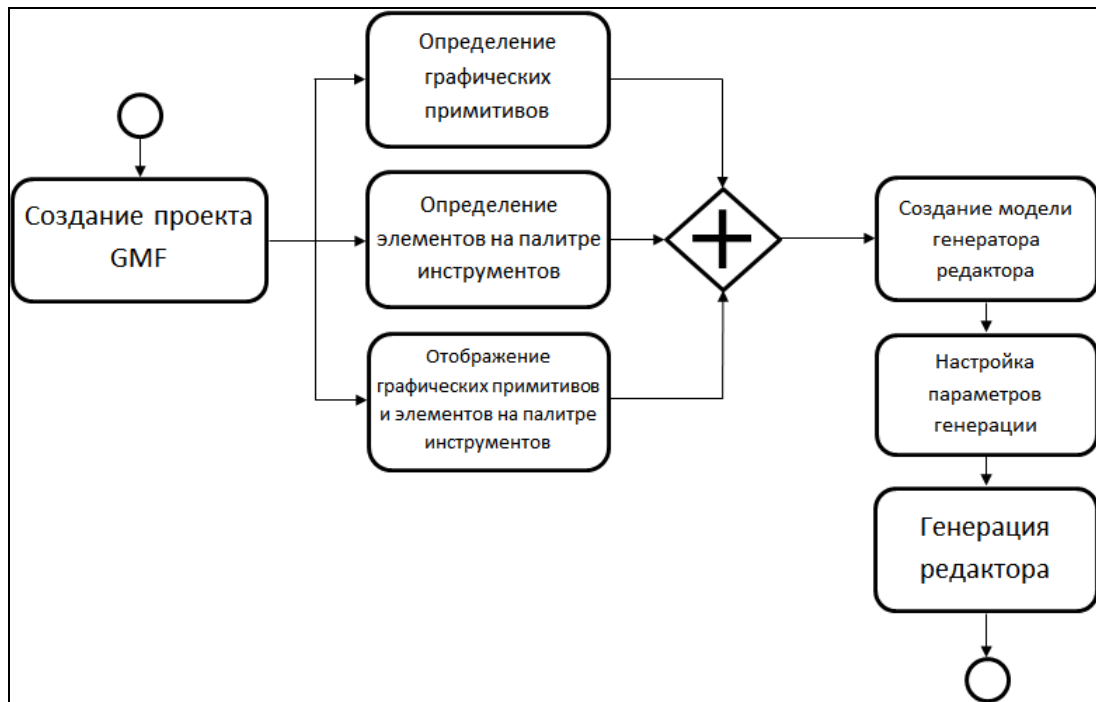 Создание проекта
GMF
Определение
графических
примитивов
Определение
элементов на палитре
инструментов
Отображение
графических примитивов
и элементов на палитре
инструментов
Создание модели
генератора
редактора
Настройка
параметров
генерации
Генерация
редактора